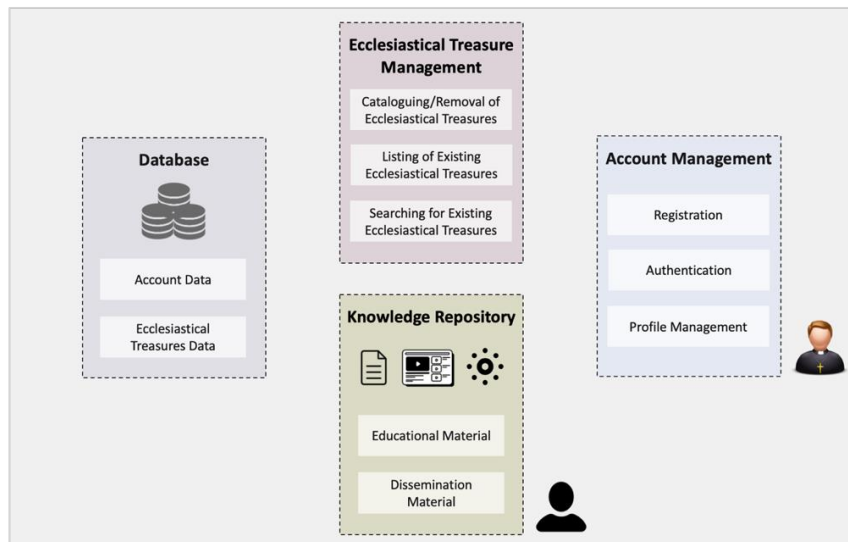 Ecclesiastical Treasure
Management
Cataloguing/Removal of
Ecclesiastical Treasures
Listing of Existing
Ecclesiastical Treasures
Searching for Existing
Ecclesiastical Treasures
Database
Account Data
Ecclesiastical
Treasures Data
Knowledge Repository
Educational Material
Dissemination
Material
Account Management
Registration
Authentication
Profile Management